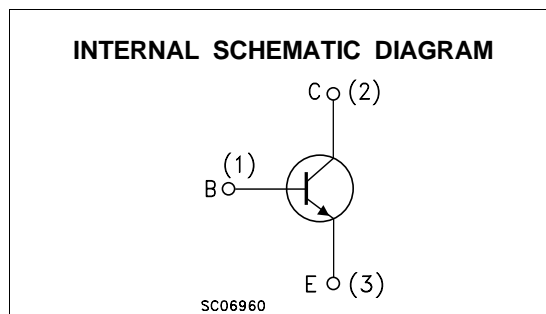 INTERNAL SCHEMATIC DIAGRAM
C (2)
(1)
B
E (3)
SC06960